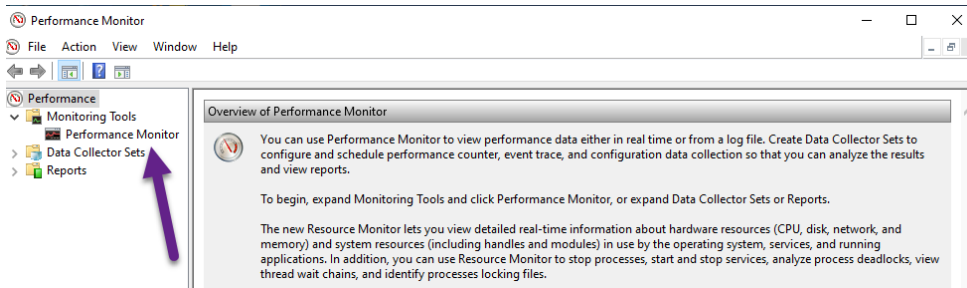 Performance Monitor
File Action View Window Help
Performance
Monitoring Tools
Performance Monitor
Data Collector Sets
Reports
Overview of Performance Monitor
You can use Performance Monitor to view performance data either in real time or from a log file. Create Data Collector Sets to
configure and schedule performance counter, event trace, and configuration data collection so that you can analyze the results
and view reports.
To begin, expand Monitoring Tools and click Performance Monitor, or expand Data Collector Sets or Reports.
The new Resource Monitor lets you view detailed real-time information about hardware resources (CPU, disk, network, and
memory) and system resources (including handles and modules) in use by the operating system, services, and running
applications. In addition, you can use Resource Monitor to stop processes, start and stop services, analyze process deadlocks, view
thread wait chains, and identify processes locking files.